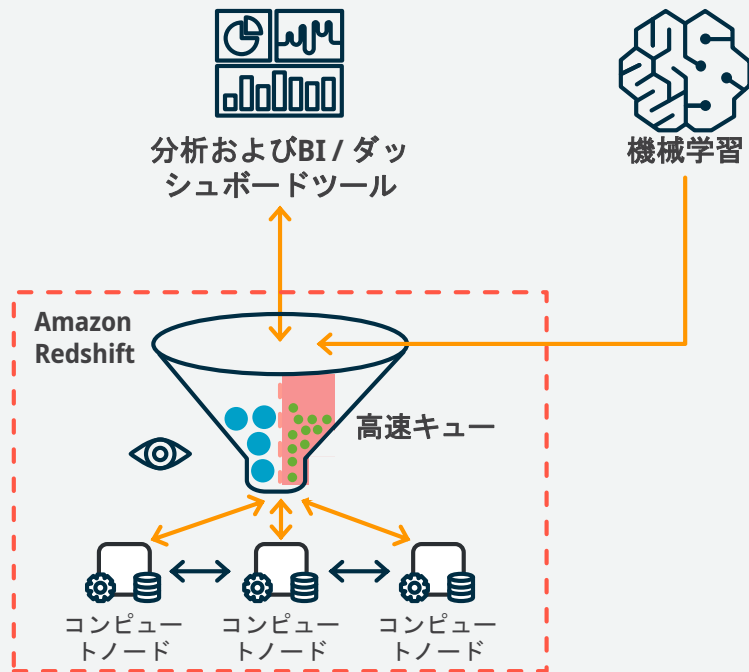 分析およびBI / ダッ
シュボードツール
機械学習
Amazon
Redshift
高速キュー
コンピュー
トノード
コンピュー
トノード
コンピュー
トノード